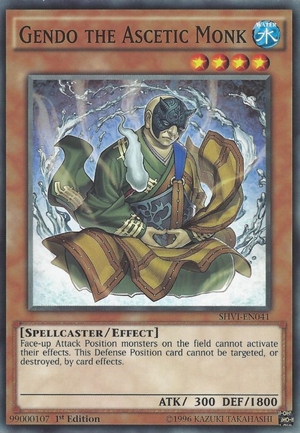 GENDO THE ASCETIC MONK
WATER
水
SHVI-EN041
[SPELLCASTER/EFFECT]
Face-up Attack Position monsters on the field cannot activate
their effects. This Defense Position card cannot be targeted, or
destroyed, by card effects.
ATK/ 300 DEF/1800
99000107 1st Edition
©1996 KAZUKI TAKAHASHI